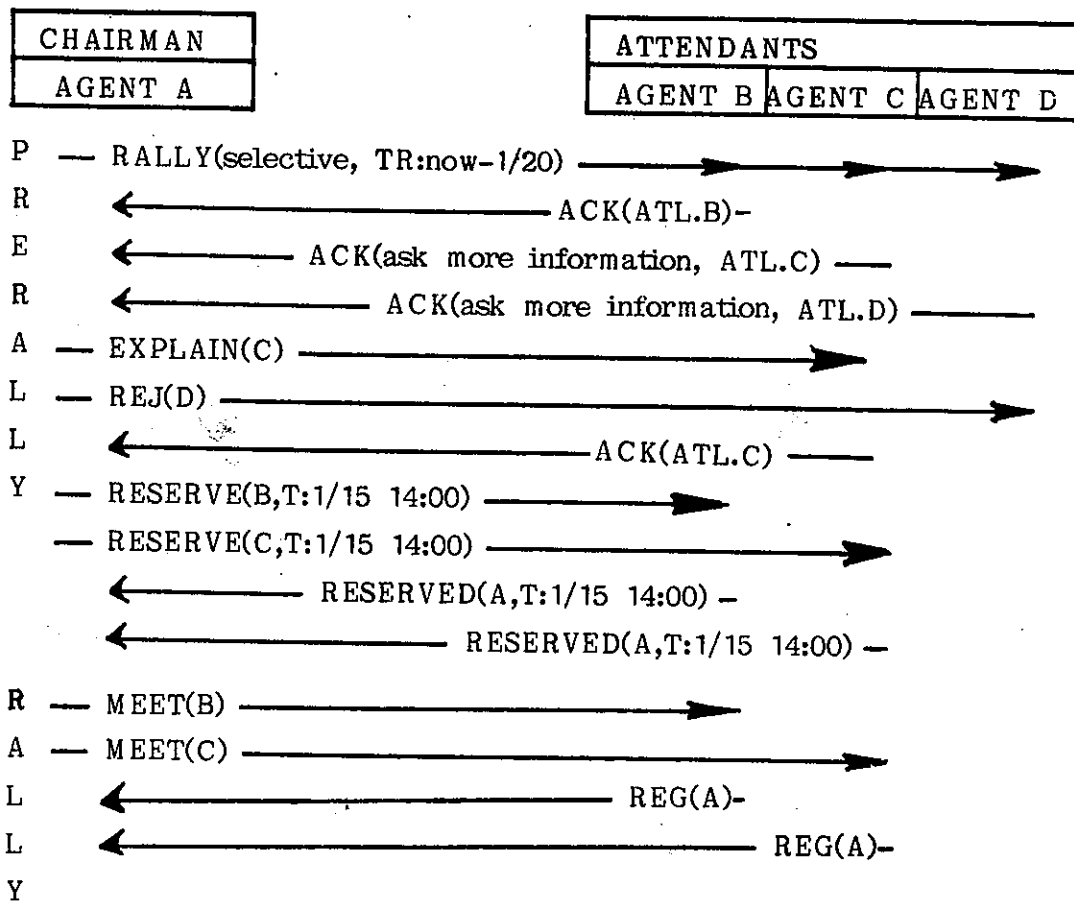 CHAIRMAN
AGENT A
ATTENDANTS
AGENT B AGENT C AGENT D
P — RALLY(selective, TR:now-1/20)
R ACK(ATL.B)-
E ACK(ask more information, ATL.C)
R ACK(ask more information, ATL.D)
A — EXPLAIN(C)
L — REJ(D)
L ACK(ATL.C)
Y — RESERVE(B,T:1/15 14:00)
— RESERVE(C,T:1/15 14:00)
RESERVED(A,T:1/15 14:00) –
RESERVED(A,T:1/15 14:00) –
R — MEET(B)
A — MEET(C)
L REG(A)-
L REG(A)-
Y